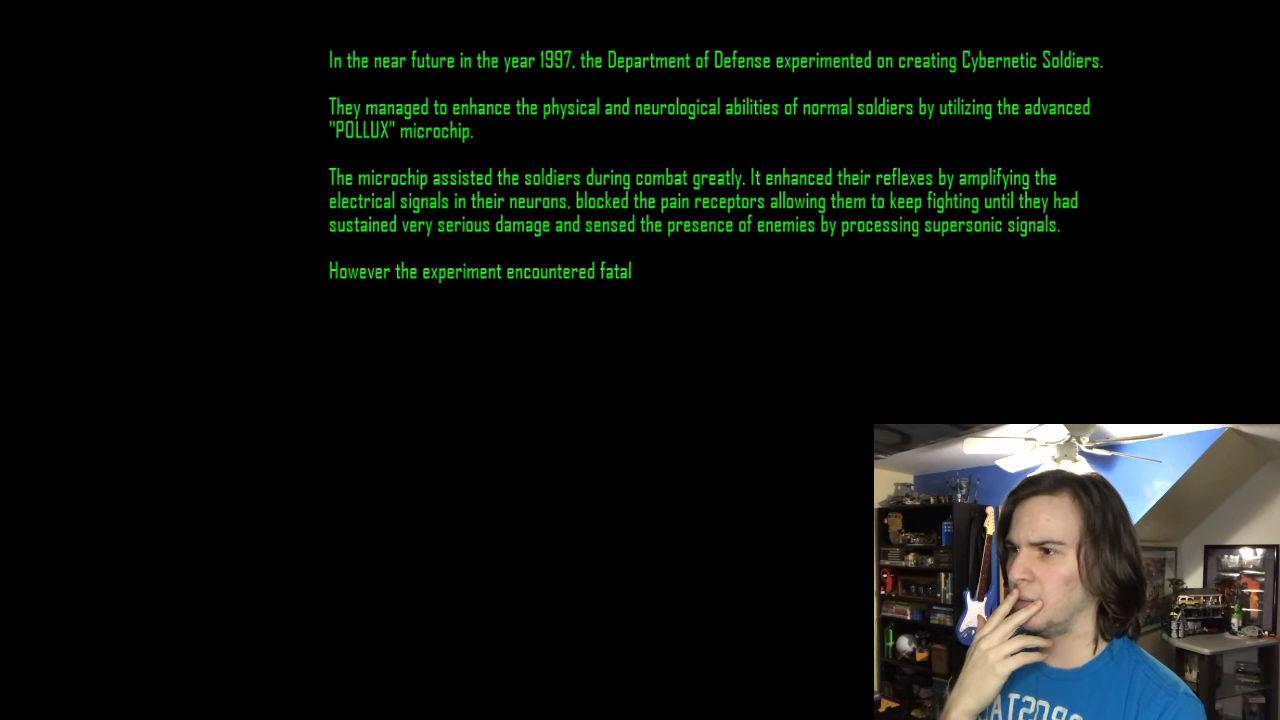 In the near future in the year 1997, the Department of Defense experimented on creating Cybernetic Soldiers.
They managed to enhance the physical and neurological abilities of normal soldiers by utilizing the advanced
"POLLUX" microchip.
The microchip assisted the soldiers during combat greatly. It enhanced their reflexes by amplifying the
electrical signals in their neurons, blocked the pain receptors allowing them to keep fighting until they had
sustained very serious damage and sensed the presence of enemies by processing supersonic signals.
However the experiment encountered fatal